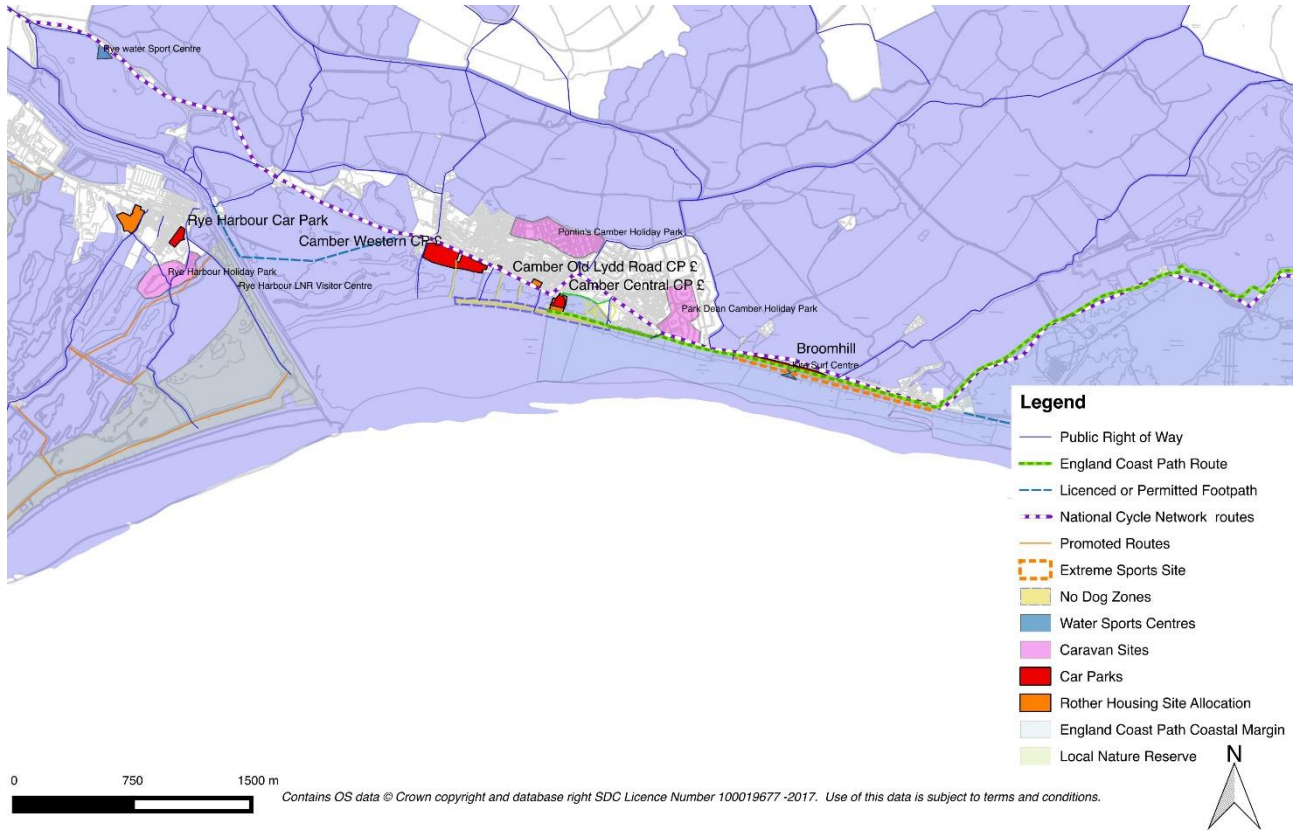 Rye water Sport Centre
Rye Harbour Car Park
Camber Western CP £
Pontin's Camber Holiday Park
Camber Old Lydd Road CP £
Rye Harbour Holiday Park
Camber Central CP £
Rye Harbour LNR Visitor Centre
Park Dean Camber Holiday Park
Broomhill
Kite Surf Centre
Legend
Public Right of Way
England Coast Path Route
Licenced or Permitted Footpath
National Cycle Network routes
Promoted Routes
Extreme Sports Site
No Dog Zones
Water Sports Centres
Caravan Sites
Car Parks
Rother Housing Site Allocation
England Coast Path Coastal Margin
Local Nature Reserve
N
0 750 1500 m
Contains OS data © Crown copyright and database right SDC Licence Number 100019677 -2017. Use of this data is subject to terms and conditions.